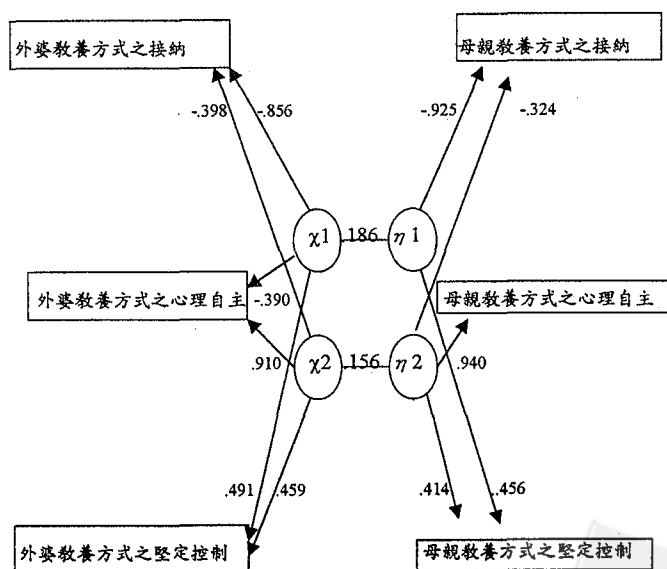 外婆教養方式之接納
母親教養方式之接納
-.398
-.856
-.925
-.324
χ1
.186
η1
外婆教養方式之心理自主
-.390
母親教養方式之心理自主
.910
χ2
.156
η2
.940
.491
.459
.414
.456
外婆教養方式之堅定控制
母親教養方式之堅定控制